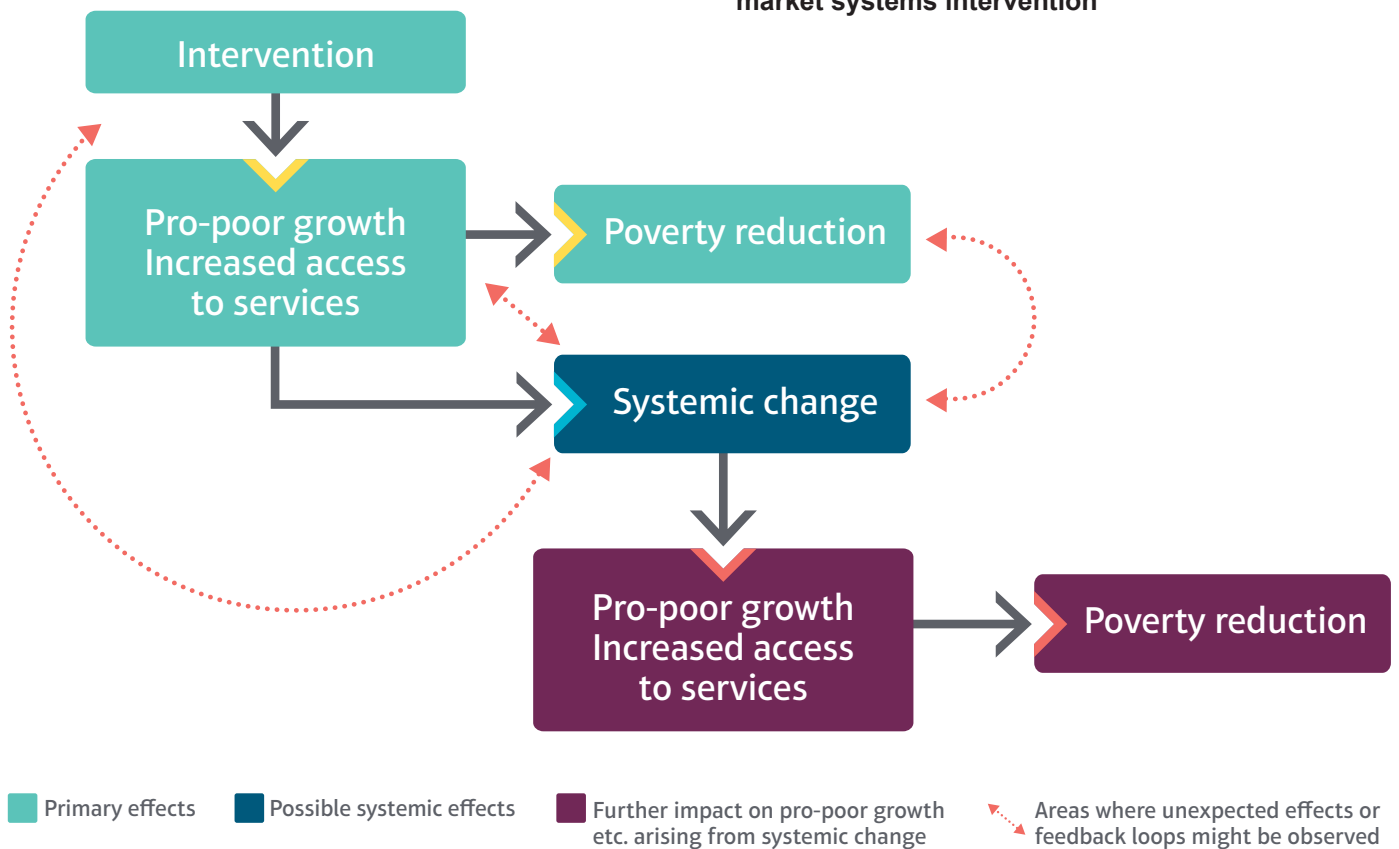 market systems intervention
Intervention
Pro-poor growth
Increased access
to services
Poverty reduction
Systemic change
Pro-poor growth
Increased access
to services
Poverty reduction
Primary effects
Possible systemic effects
Further impact on pro-poor growth
etc. arising from systemic change
Areas where unexpected effects or
feedback loops might be observed